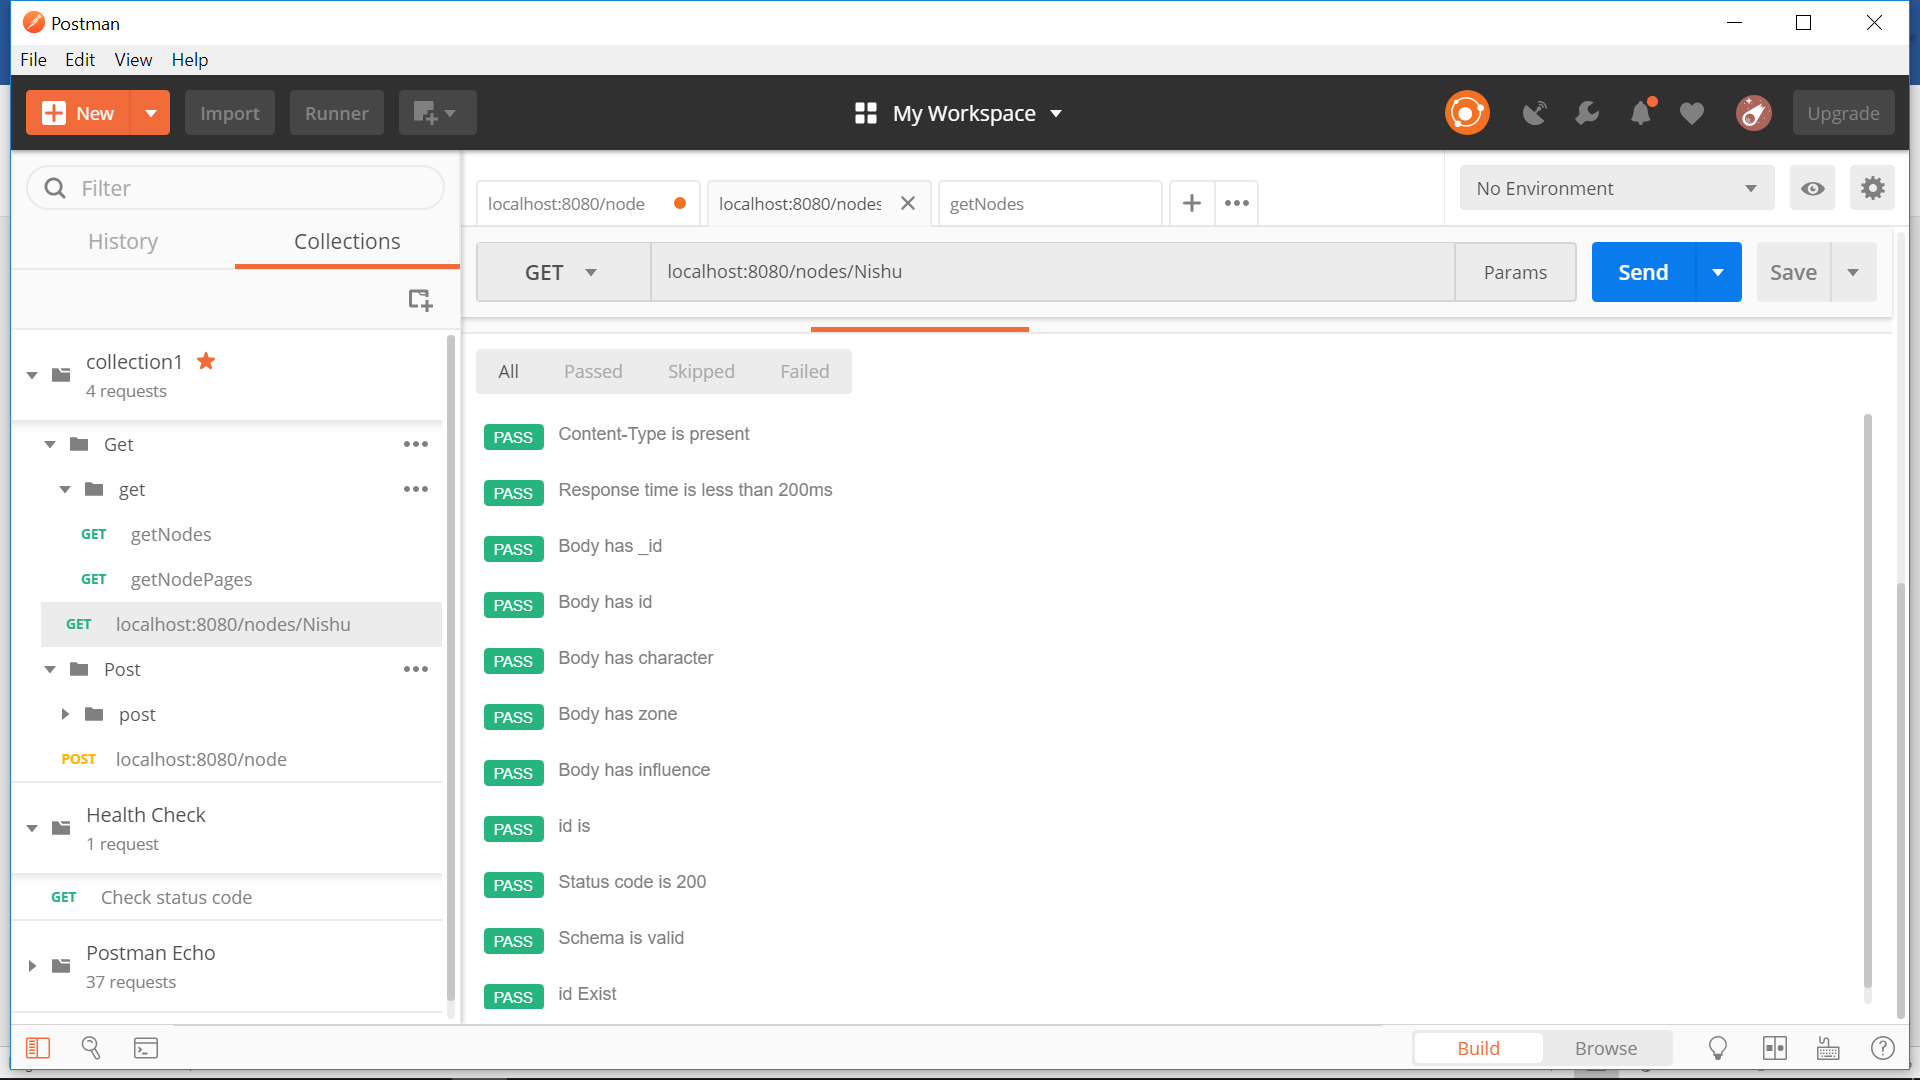 Postman
File Edit View Help
New Import Runner My Workspace Upgrade
Filter
History Collections
collection1
4 requests
Get
get
GET getNodes
GET getNodePages
GET localhost:8080/nodes/Nishu
Post
post
POST localhost:8080/node
Health Check
1 request
GET Check status code
Postman Echo
37 requests
localhost:8080/node localhost:8080/nodes getNodes No Environment
GET localhost:8080/nodes/Nishu Params Send Save
All Passed Skipped Failed
PASS Content-Type is present
PASS Response time is less than 200ms
PASS Body has _id
PASS Body has id
PASS Body has character
PASS Body has zone
PASS Body has influence
PASS id is
PASS Status code is 200
PASS Schema is valid
PASS id Exist
Build Browse